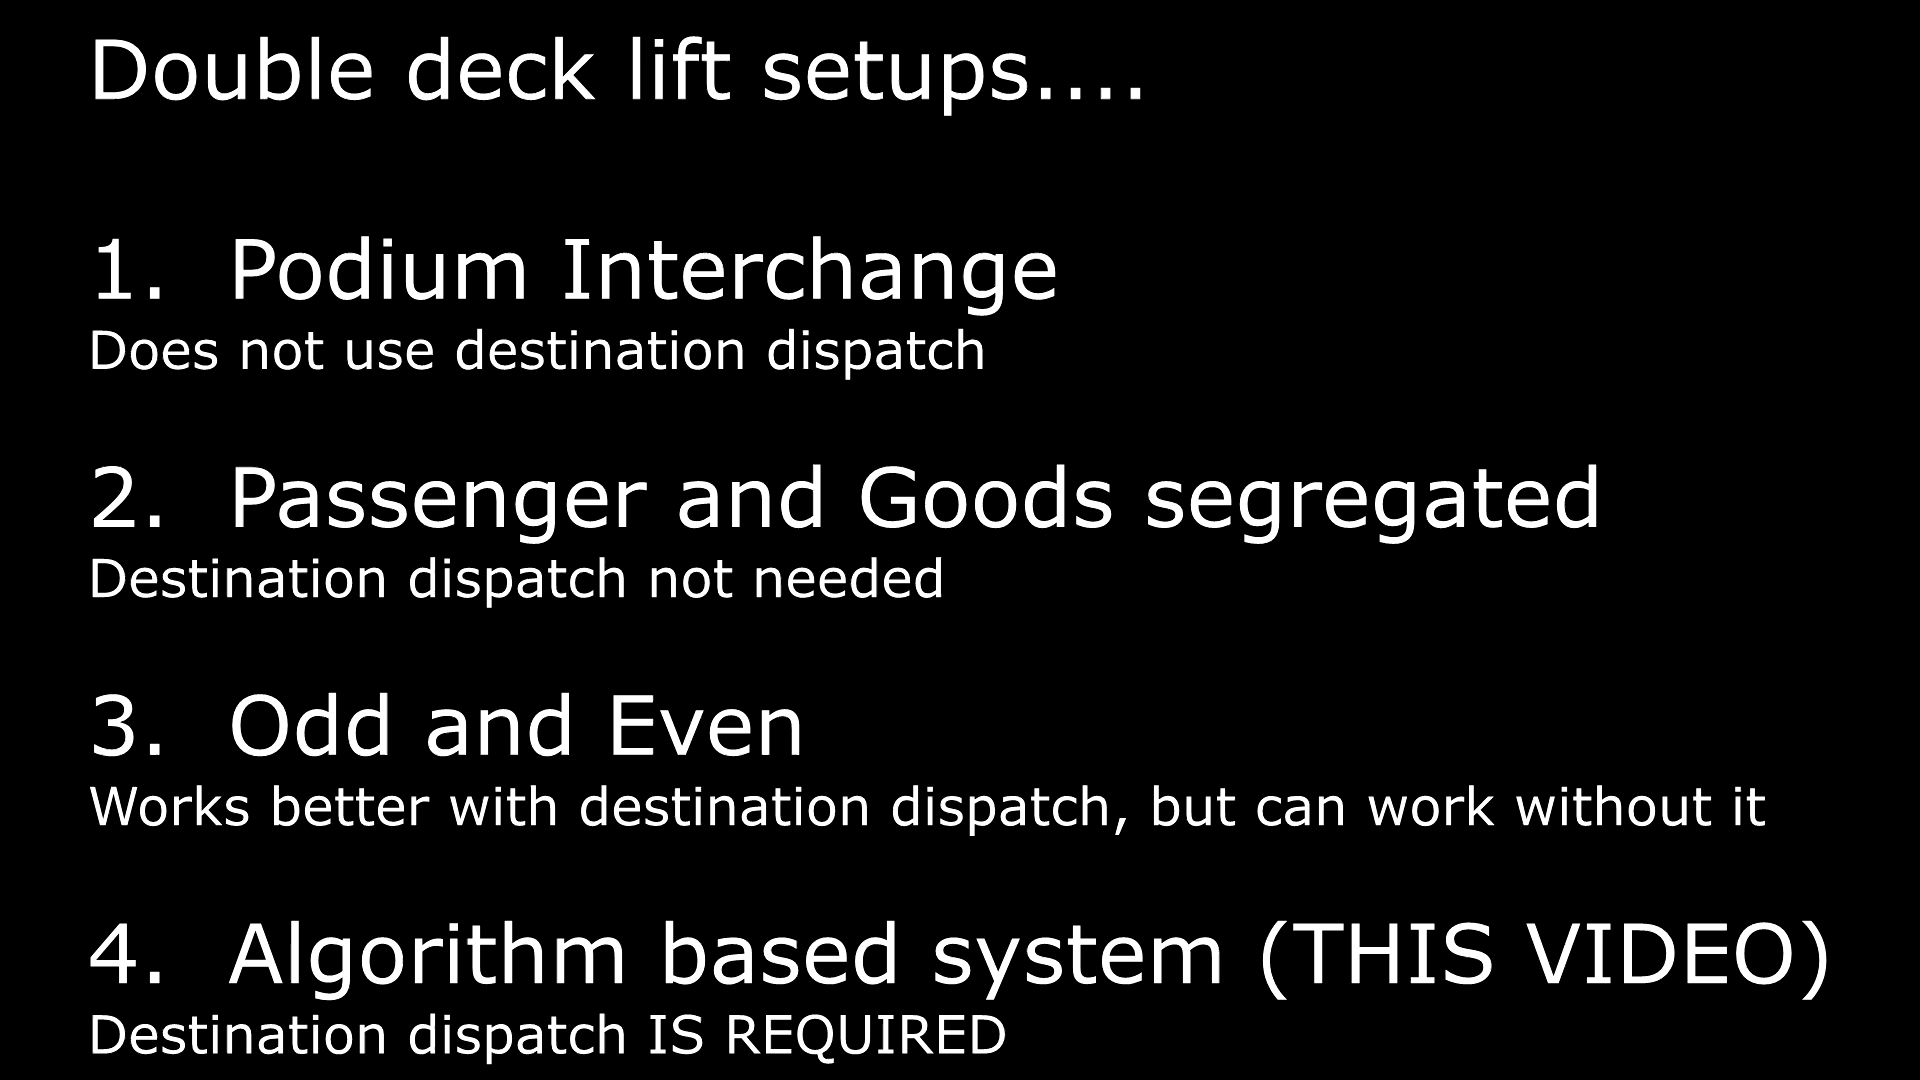 Double deck lift setups....
1. Podium Interchange
Does not use destination dispatch
2. Passenger and Goods segregated
Destination dispatch not needed
3. Odd and Even
Works better with destination dispatch, but can work without it
4. Algorithm based system (THIS VIDEO)
Destination dispatch IS REQUIRED